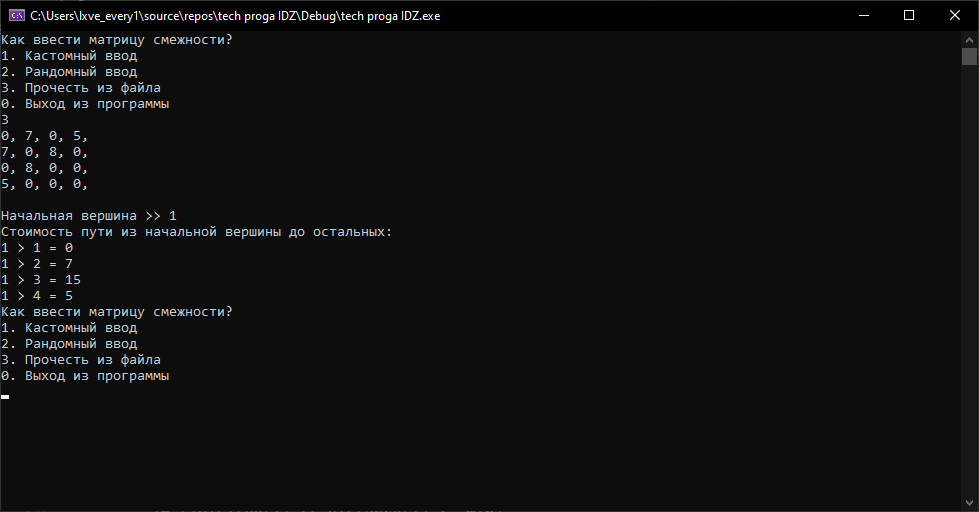 C:\Users\lxve_every1\source\repos\tech proga IDZ\Debug\tech proga IDZ.exe
Как ввести матрицу смежности?
1. Кастомный ввод
2. Рандомный ввод
3. Прочесть из файла
0. Выход из программы
3
0, 7, 0, 5,
7, 0, 8, 0,
0, 8, 0, 0,
5, 0, 0, 0,
Начальная вершина >> 1
Стоимость пути из начальной вершины до остальных:
1 > 1 = 0
1 > 2 = 7
1 > 3 = 15
1 > 4 = 5
Как ввести матрицу смежности?
1. Кастомный ввод
2. Рандомный ввод
3. Прочесть из файла
0. Выход из программы